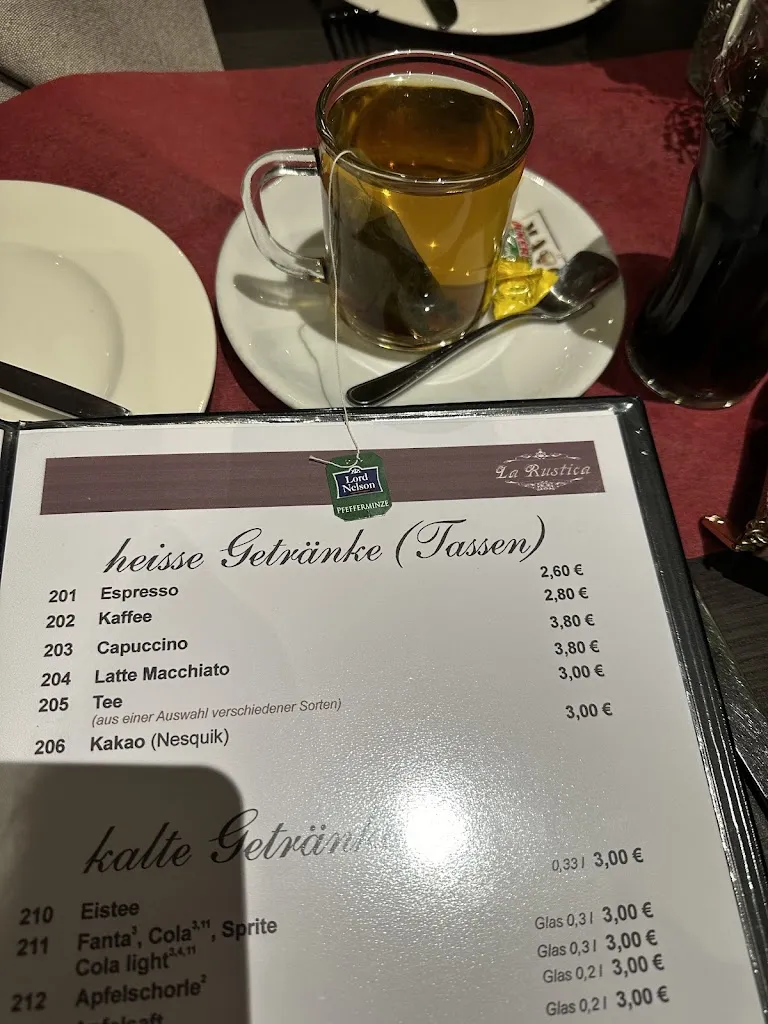 Lord
Nelson
PFEFFERMINZE
La Rustica
heisse Getränke (Tassen)
201 Espresso 2,60 €
202 Kaffee 2,80 €
203 Capuccino 3,80 €
204 Latte Macchiato 3,80 €
205 Tee 3,00 €
(aus einer Auswahl verschiedener Sorten)
206 Kakao (Nesquik) 3,00 €
kalte Getränke
210 Eistee 0,33 l 3,00 €
211 Fanta³, Cola³,¹¹, Sprite Glas 0,3 l 3,00 €
Cola light³,⁴,¹¹ Glas 0,3 l 3,00 €
212 Apfelschorle² Glas 0,2 l 3,00 €
Apfelsaft Glas 0,2 l 3,00 €